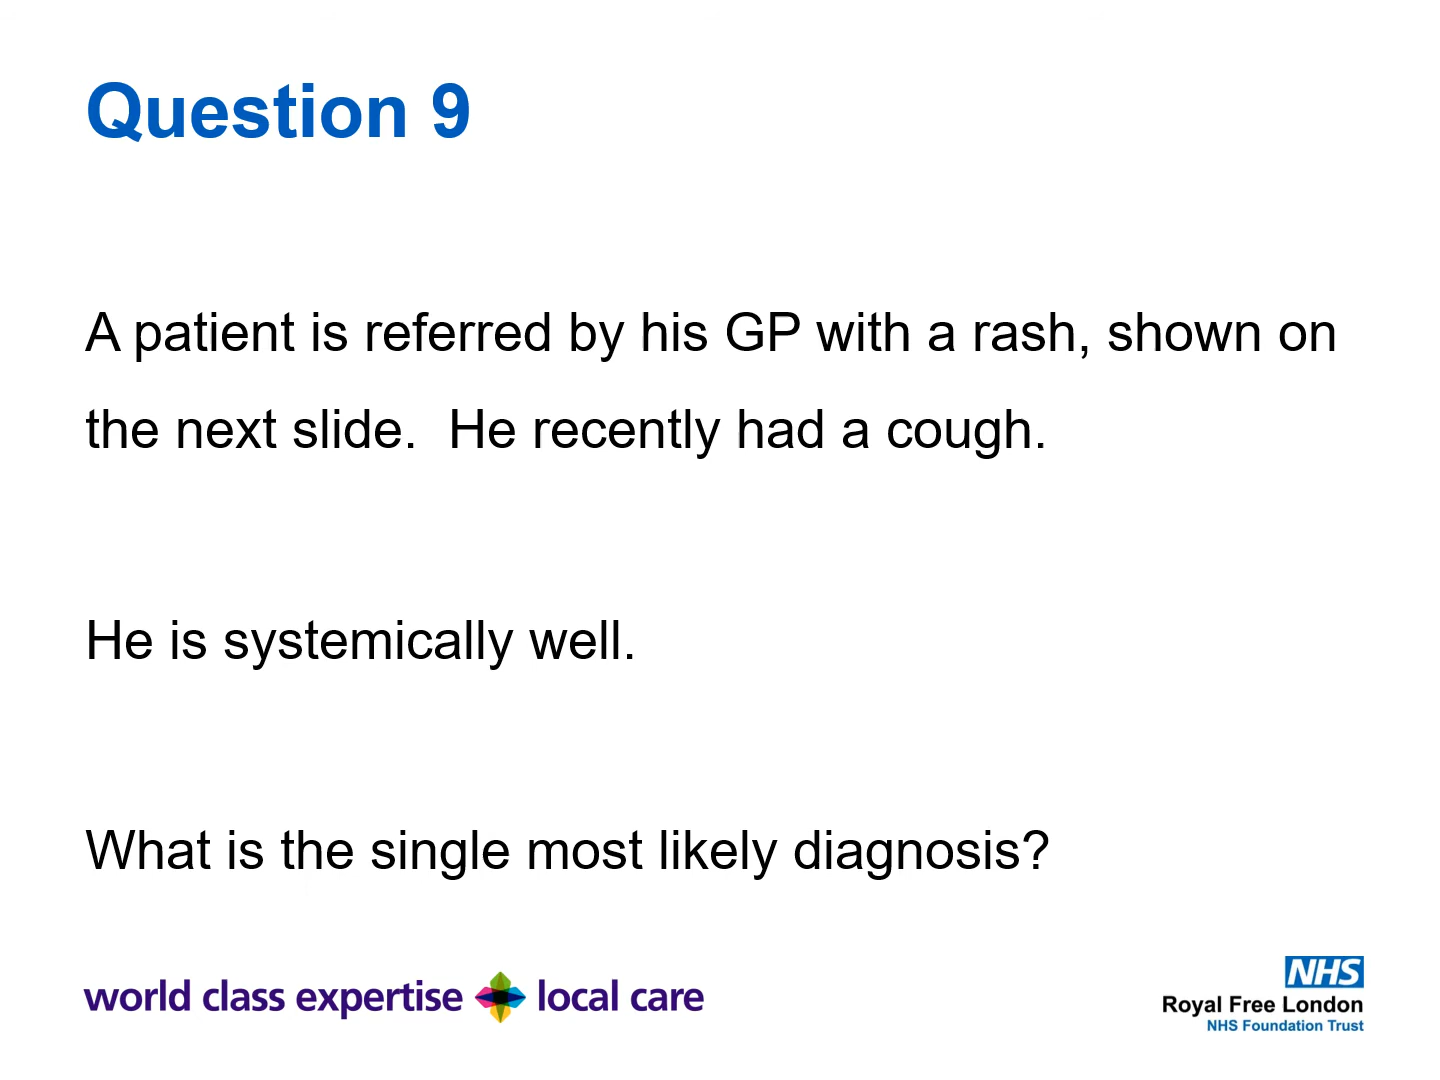 Question 9
A patient is referred by his GP with a rash, shown on
the next slide.  He recently had a cough.
He is systemically well.
What is the single most likely diagnosis?
world class expertise local care
NHS
Royal Free London
NHS Foundation Trust